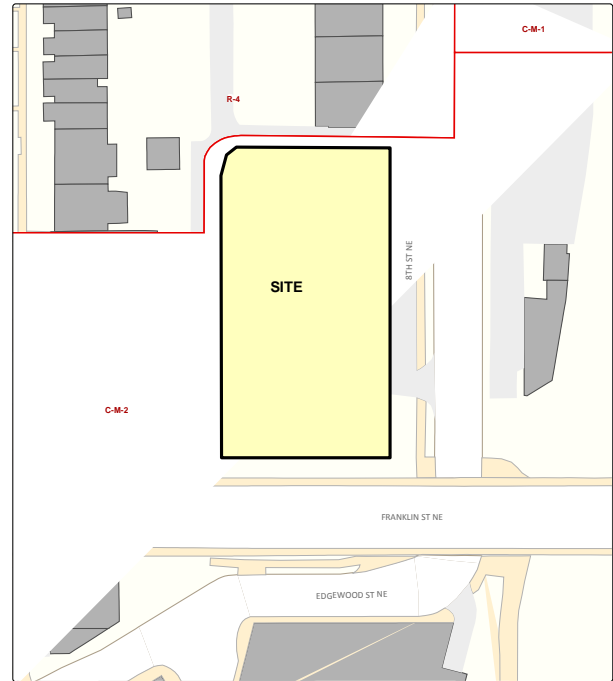 C-M-1
R-4
8TH ST NE
SITE
C-M-2
FRANKLIN ST NE
EDGEWOOD ST NE